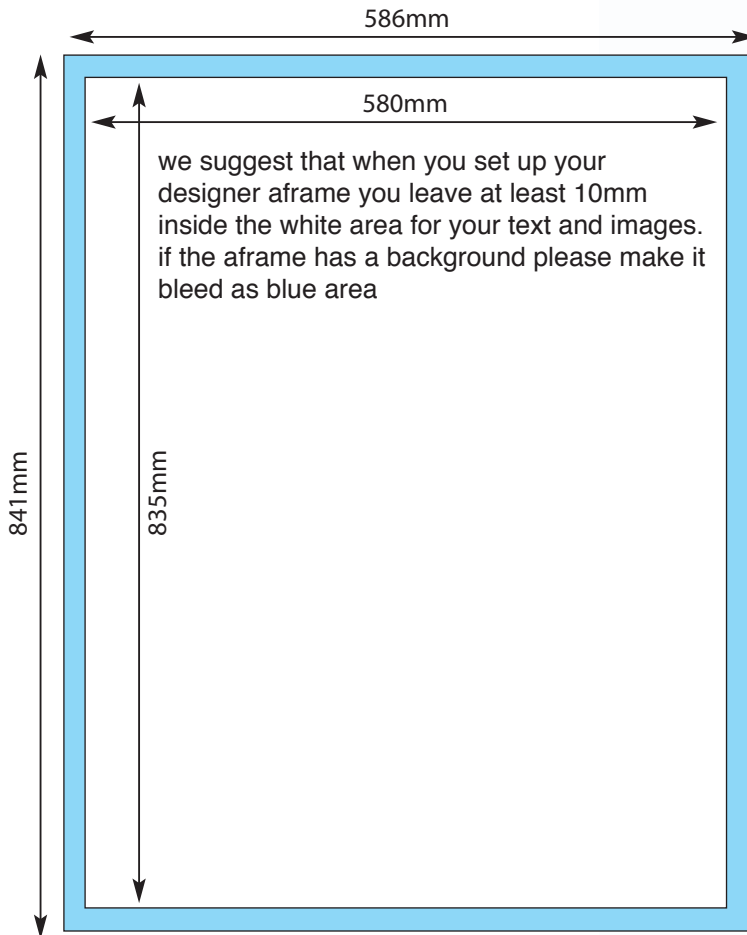 586mm
580mm
we suggest that when you set up your
designer aframe you leave at least 10mm
inside the white area for your text and images.
if the aframe has a background please make it
bleed as blue area
841mm
835mm